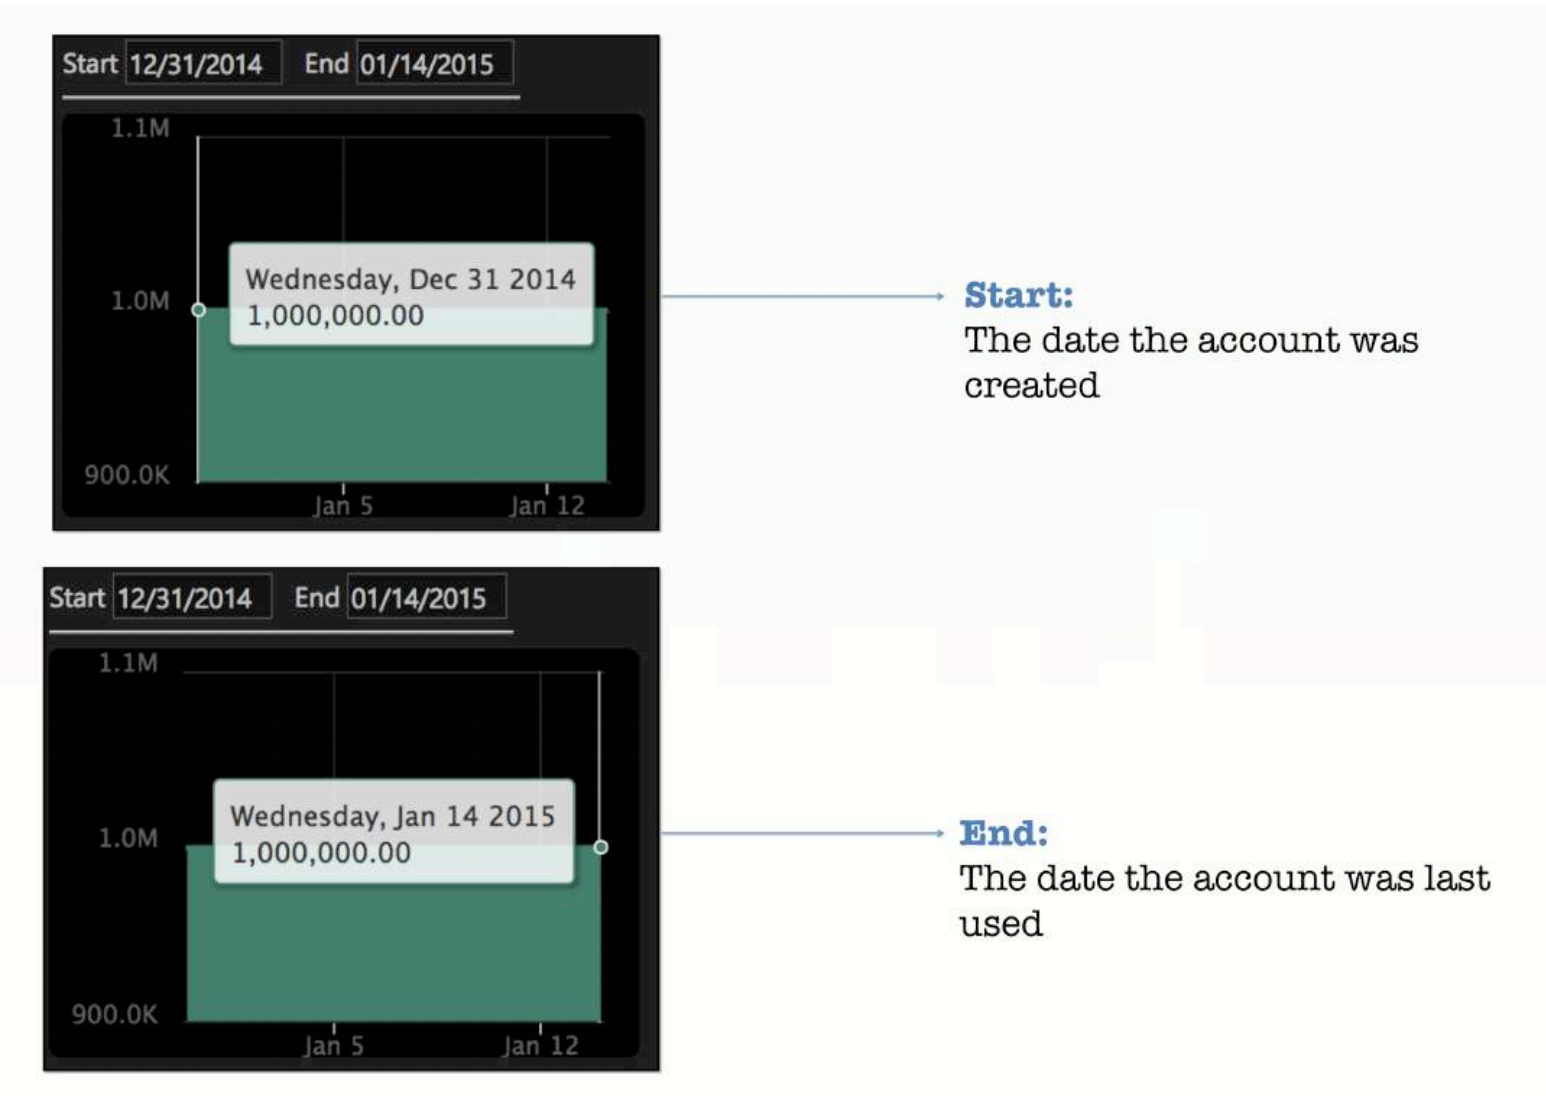 Start 12/31/2014 End 01/14/2015
1.1M
Wednesday, Dec 31 2014
1.0M
1,000,000.00
900.0K
Jan 5 Jan 12
Start:
The date the account was
created
Start 12/31/2014 End 01/14/2015
1.1M
Wednesday, Jan 14 2015
1.0M
1,000,000.00
900.0K
Jan 5 Jan 12
End:
The date the account was last
used